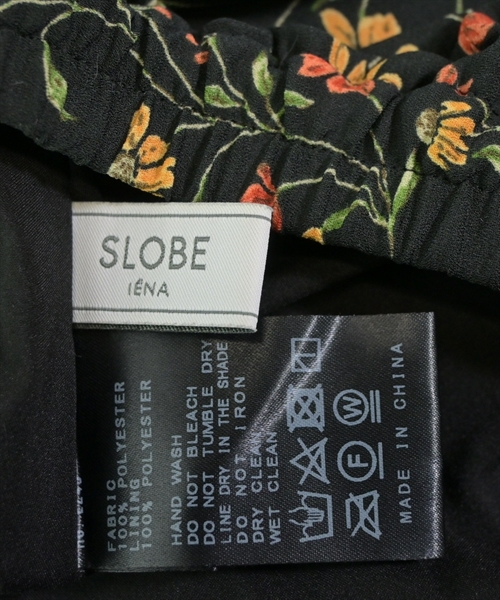 SLOBE
IÉNA
FABRIC
100% POLYESTER
LINING
100% POLYESTER
HAND WASH
DO NOT BLEACH
DO NOT TUMBLE DRY
LINE DRY IN THE SHADE
DO NOT IRON
DRY CLEAN
WET CLEAN
W
F
MADE IN CHINA